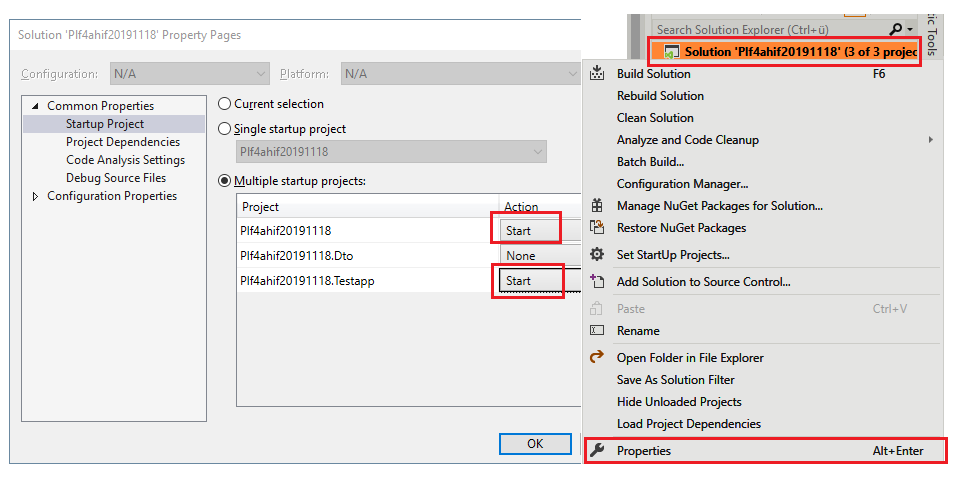 Solution 'Plf4ahif20191118' Property Pages
Configuration: N/A Platform: N/A
Common Properties
Startup Project
Project Dependencies
Code Analysis Settings
Debug Source Files
Configuration Properties
Current selection
Single startup project
Plf4ahif20191118
Multiple startup projects:
Project Action
Plf4ahif20191118 Start
Plf4ahif20191118.Dto None
Plf4ahif20191118.Testapp Start
OK
Search Solution Explorer (Ctrl+ü)
Solution 'Plf4ahif20191118' (3 of 3 projec
Build Solution F6
Rebuild Solution
Clean Solution
Analyze and Code Cleanup
Batch Build...
Configuration Manager...
Manage NuGet Packages for Solution...
Restore NuGet Packages
Set StartUp Projects...
Add Solution to Source Control...
Paste Ctrl+V
Rename
Open Folder in File Explorer
Save As Solution Filter
Hide Unloaded Projects
Load Project Dependencies
Properties Alt+Enter
tic Tools